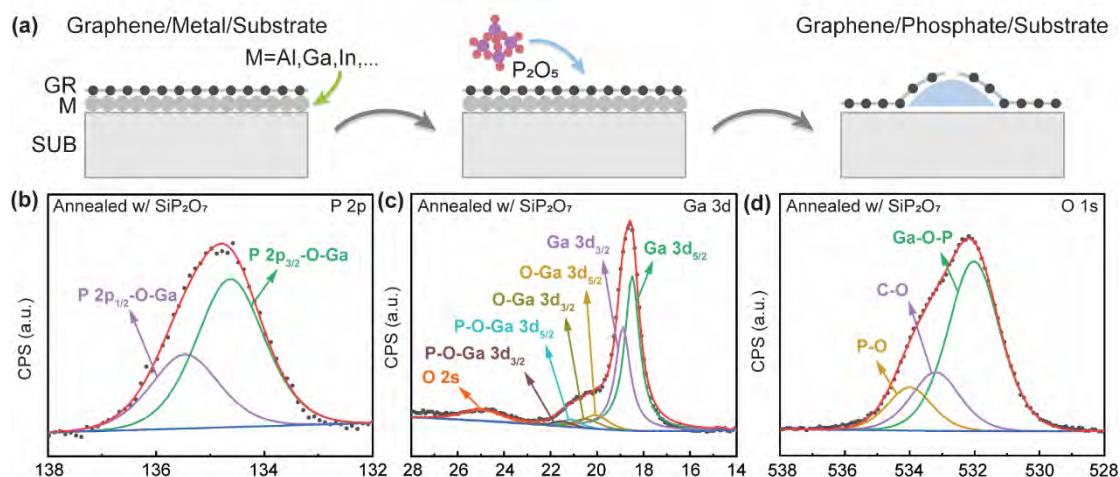 (a)
Graphene/Metal/Substrate
Graphene/Phosphate/Substrate
M=Al,Ga,In,...
P₂O₅
GR
M
SUB
(b)
Annealed w/ SiP₂O₇
P 2p
P 2p₃/₂-O-Ga
P 2p₁/₂-O-Ga
CPS (a.u.)
138 136 134 132
(c)
Annealed w/ SiP₂O₇
Ga 3d
Ga 3d₃/₂
Ga 3d₅/₂
O-Ga 3d₅/₂
O-Ga 3d₃/₂
P-O-Ga 3d₅/₂
P-O-Ga 3d₃/₂
O 2s
CPS (a.u.)
28 26 24 22 20 18 16 14
(d)
Annealed w/ SiP₂O₇
O 1s
Ga-O-P
C-O
P-O
CPS (a.u.)
538 536 534 532 530 528